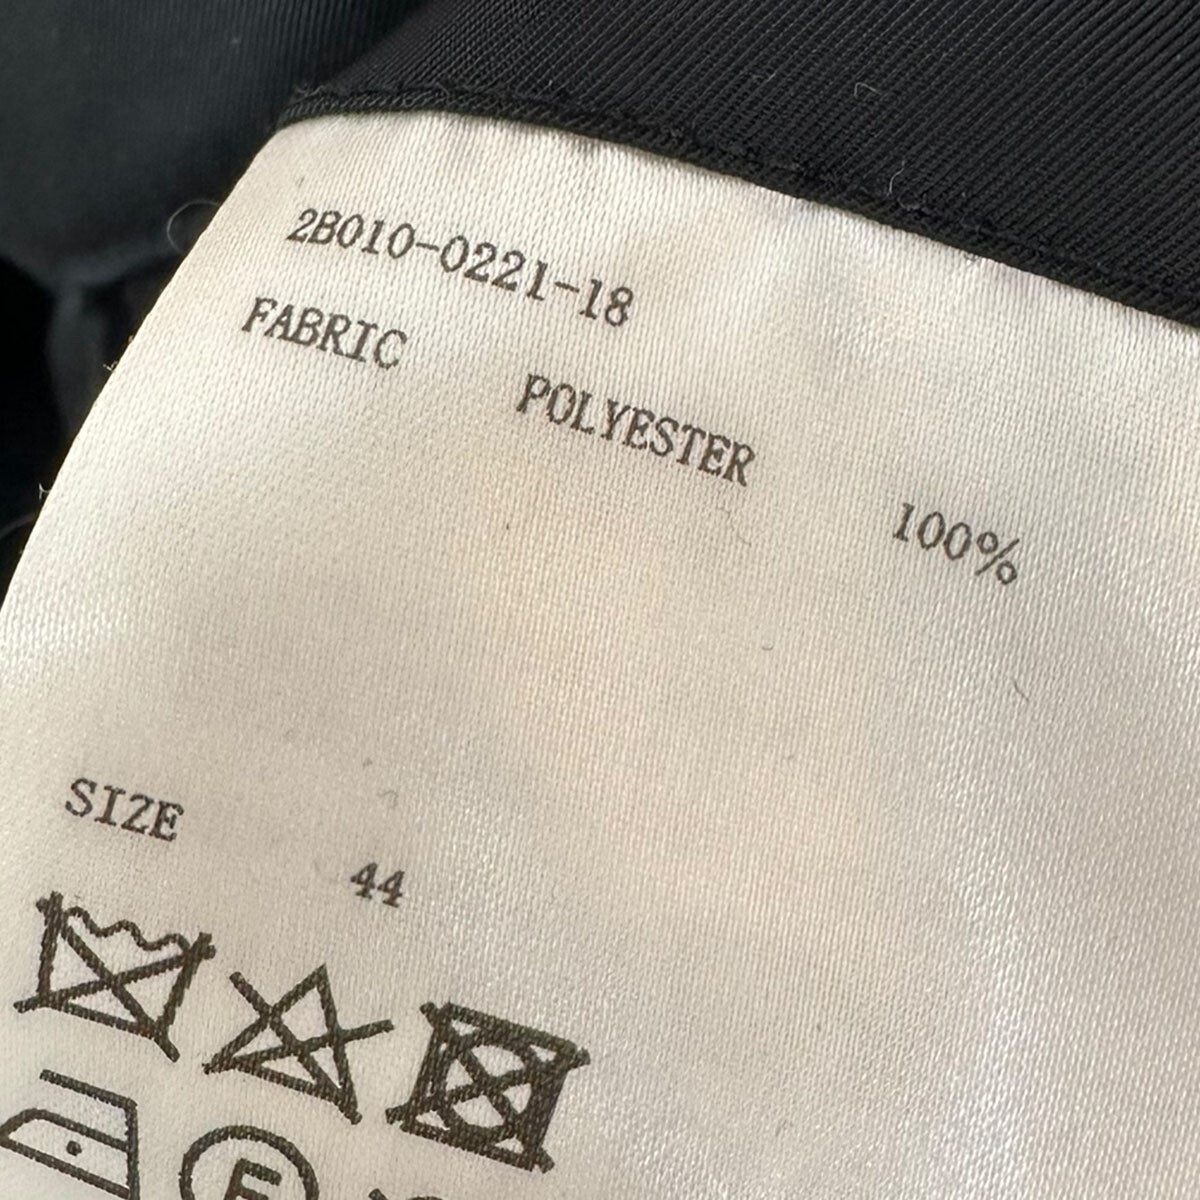 2B010-0221-18
FABRIC
POLYESTER 100%
SIZE
44